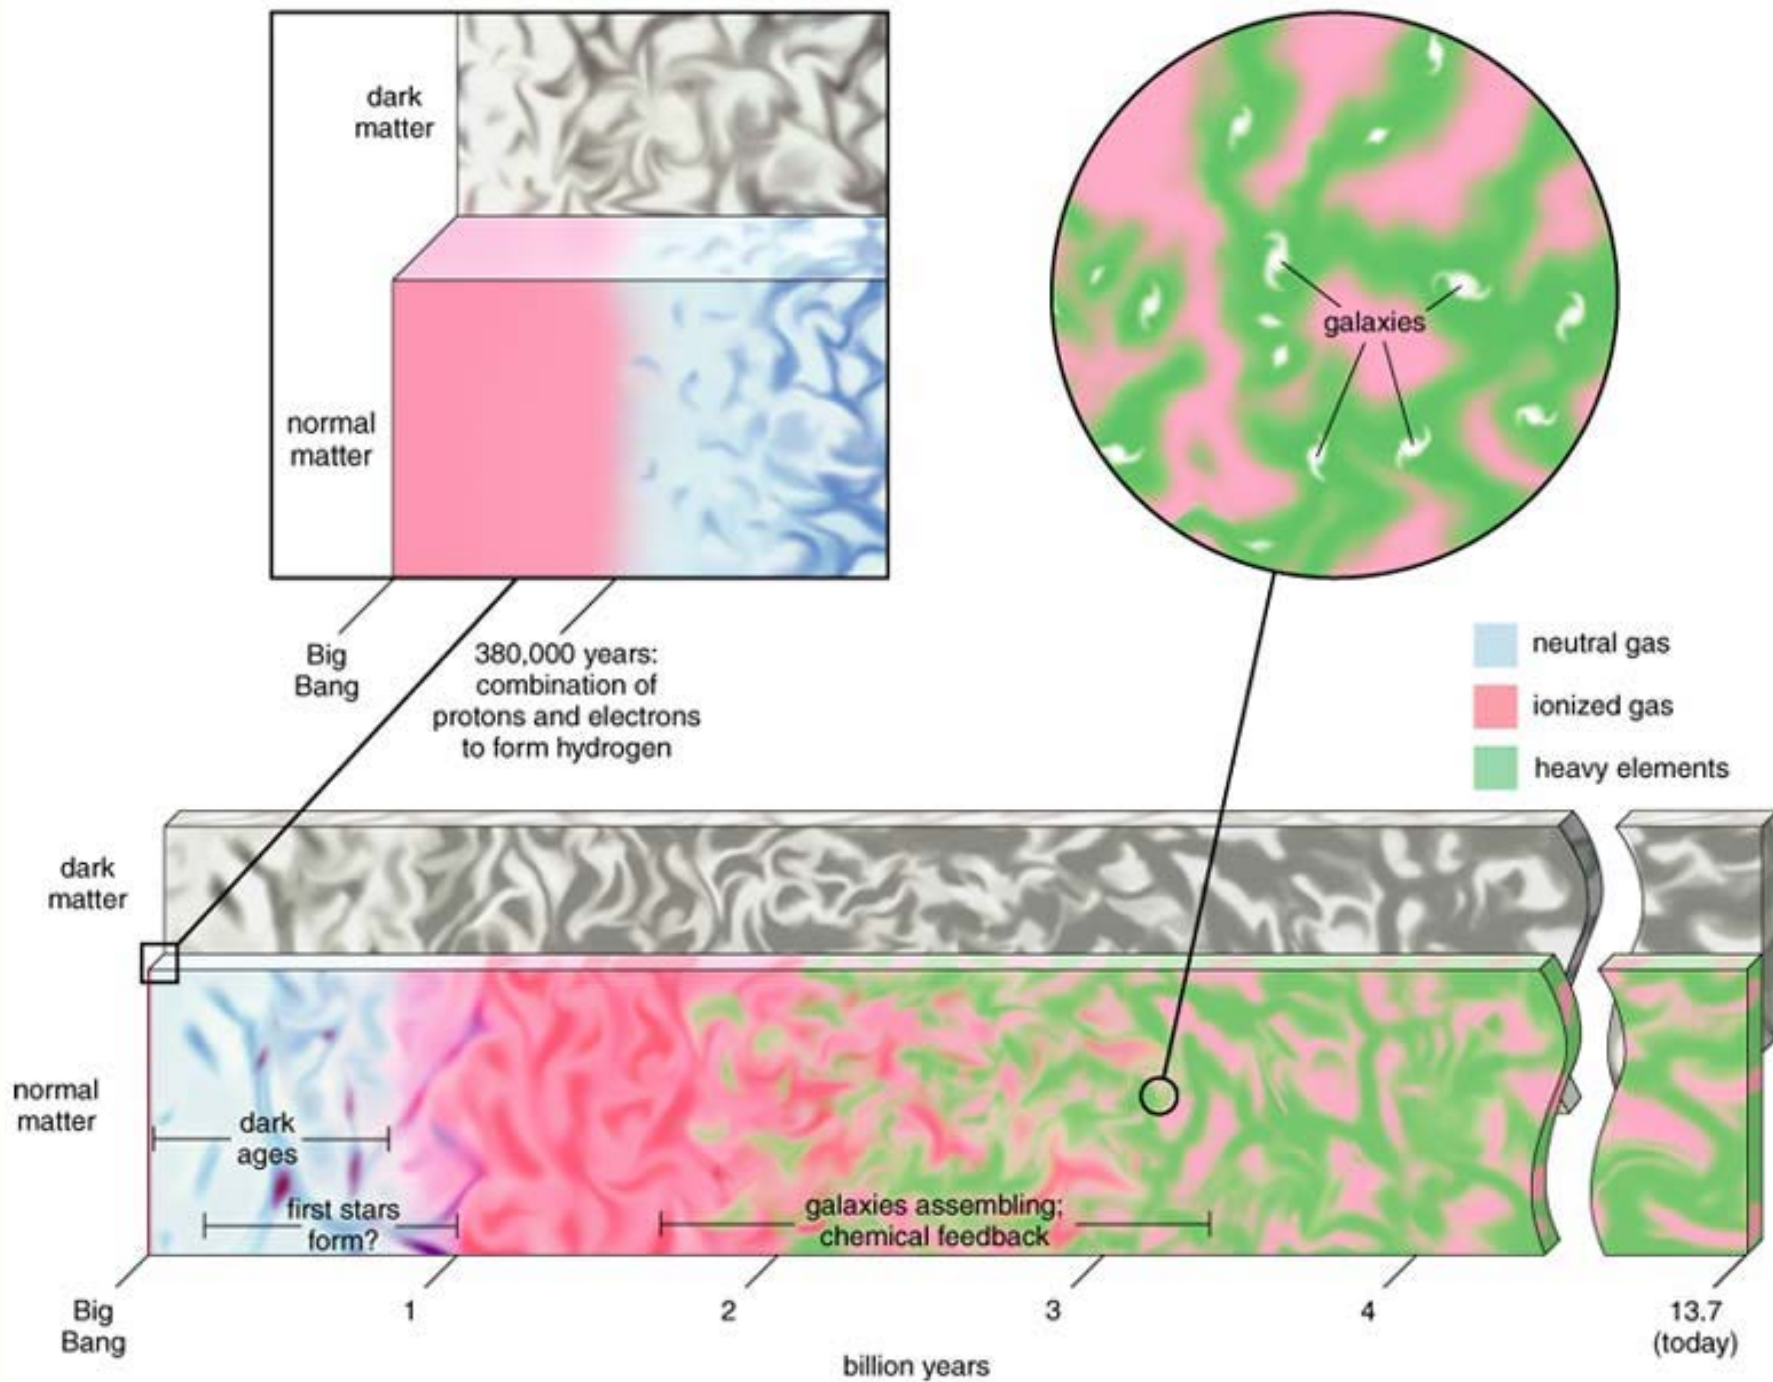 dark
matter
normal
matter
galaxies
Big
Bang
380,000 years:
combination of
protons and electrons
to form hydrogen
neutral gas
ionized gas
heavy elements
dark
matter
normal
matter
dark
ages
first stars
form?
galaxies assembling;
chemical feedback
Big
Bang
1
2
3
4
13.7
(today)
billion years